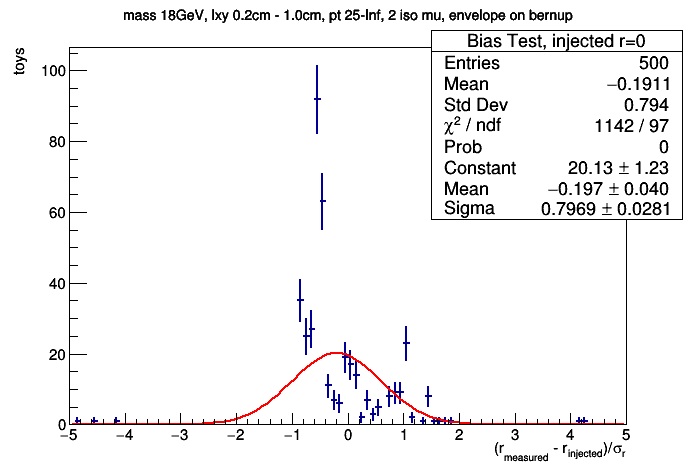 mass 18GeV, lxy 0.2cm - 1.0cm, pt 25-Inf, 2 iso mu, envelope on bernup
Bias Test, injected r=0
Entries 500
Mean −0.1911
Std Dev 0.794
χ² / ndf 1142 / 97
Prob 0
Constant 20.13 ± 1.23
Mean −0.197 ± 0.040
Sigma 0.7969 ± 0.0281
toys
100
80
60
40
20
0
−5 −4 −3 −2 −1 0 1 2 3 4 5
(r_measured - r_injected)/σ_r